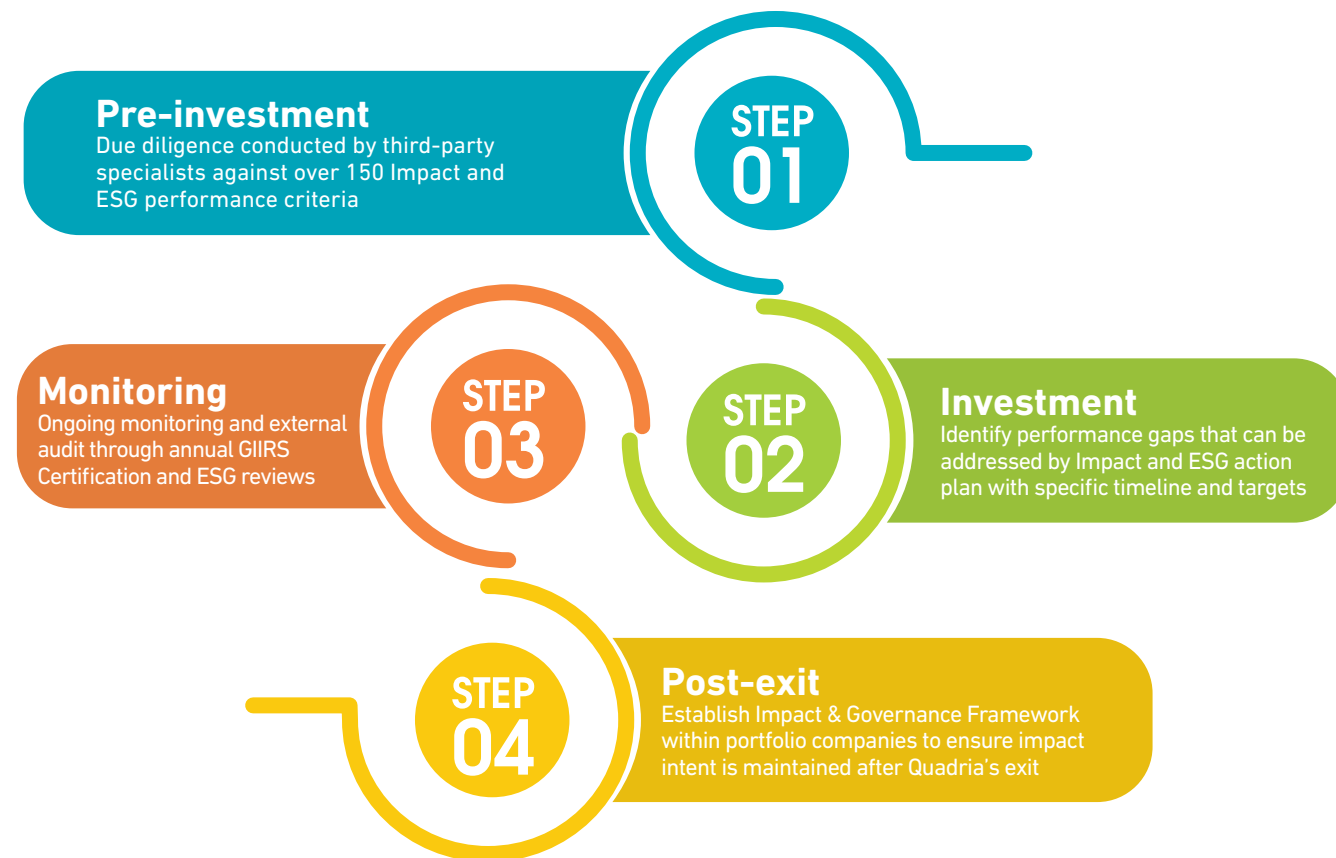 Pre-investment
Due diligence conducted by third-party
specialists against over 150 Impact and
ESG performance criteria
STEP
01
STEP
02
Investment
Identify performance gaps that can be
addressed by Impact and ESG action
plan with specific timeline and targets
Monitoring
Ongoing monitoring and external
audit through annual GIIRS
Certification and ESG reviews
STEP
03
STEP
04
Post-exit
Establish Impact & Governance Framework
within portfolio companies to ensure impact
intent is maintained after Quadria's exit